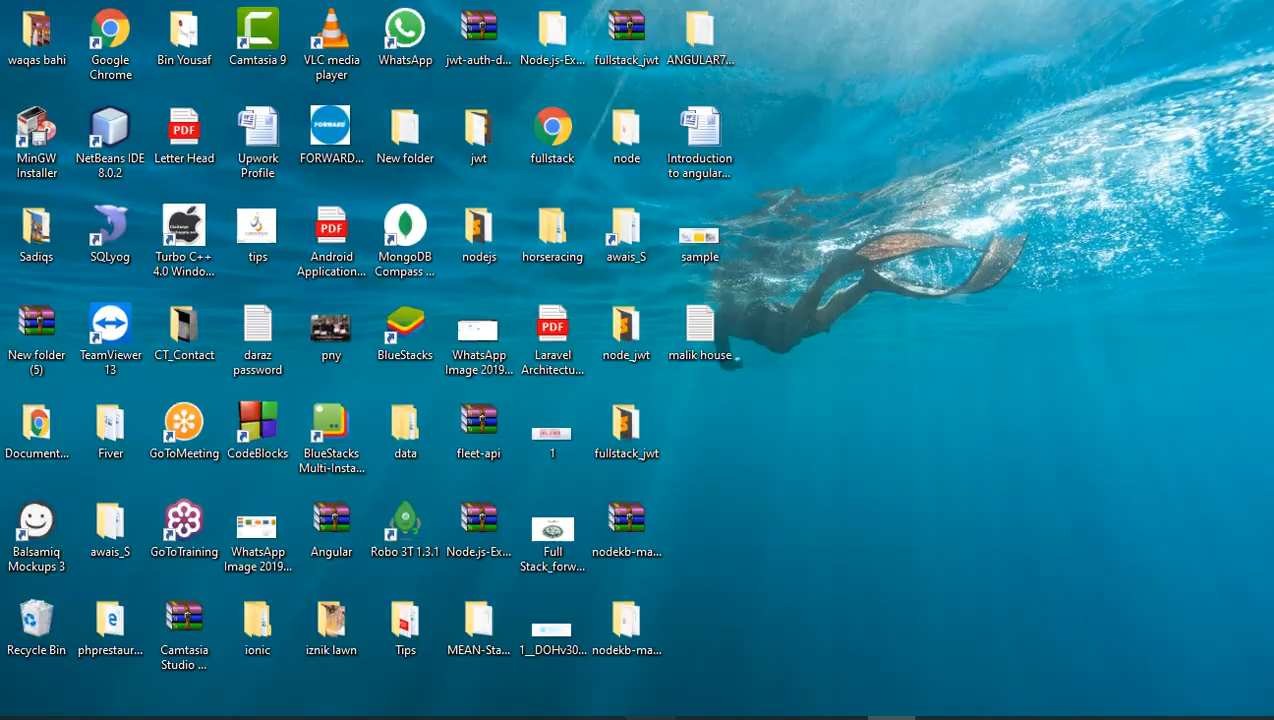 waqas bahi
Google
Chrome
Bin Yousaf
Camtasia 9
VLC media
player
WhatsApp
jwt-auth-d...
Node.js-Ex...
fullstack_jwt
ANGULAR7...
MinGW
Installer
NetBeans IDE
8.0.2
PDF
Letter Head
Upwork
Profile
FORWARD
FORWARD...
New folder
jwt
fullstack
node
Introduction
to angular...
Sadiqs
SQLyog
Turbo C++
4.0 Windo...
tips
PDF
Android
Application...
MongoDB
Compass ...
nodejs
horseracing
awais_S
sample
New folder
(5)
TeamViewer
13
CT_Contact
daraz
password
pny
BlueStacks
WhatsApp
Image 2019...
PDF
Laravel
Architectu...
node_jwt
malik house
Document...
Fiver
GoToMeeting
CodeBlocks
BlueStacks
Multi-Insta...
data
fleet-api
1
fullstack_jwt
Balsamiq
Mockups 3
awais_S
GoToTraining
WhatsApp
Image 2019...
Angular
Robo 3T 1.3.1
Node.js-Ex...
Full
Stack_forw...
nodekb-ma...
Recycle Bin
phprestaur...
Camtasia
Studio ...
ionic
iznik lawn
Tips
MEAN-Sta...
1__DOHv30...
nodekb-ma...